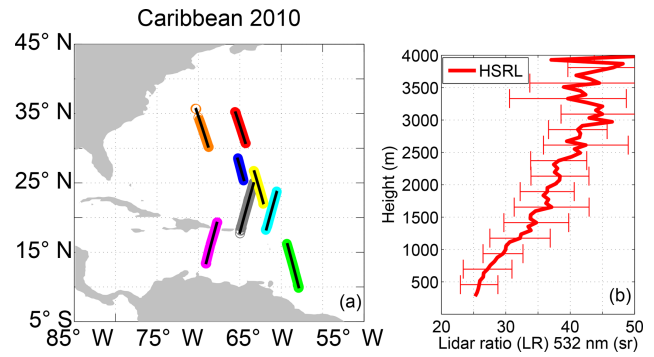 Caribbean 2010
45° N
35° N
25° N
15° N
5° S
85° W
75° W
65° W
55° W
(a)
4000
3500
3000
2500
2000
1500
1000
500
Height (m)
HSRL
(b)
20
30
40
50
Lidar ratio (LR) 532 nm (sr)